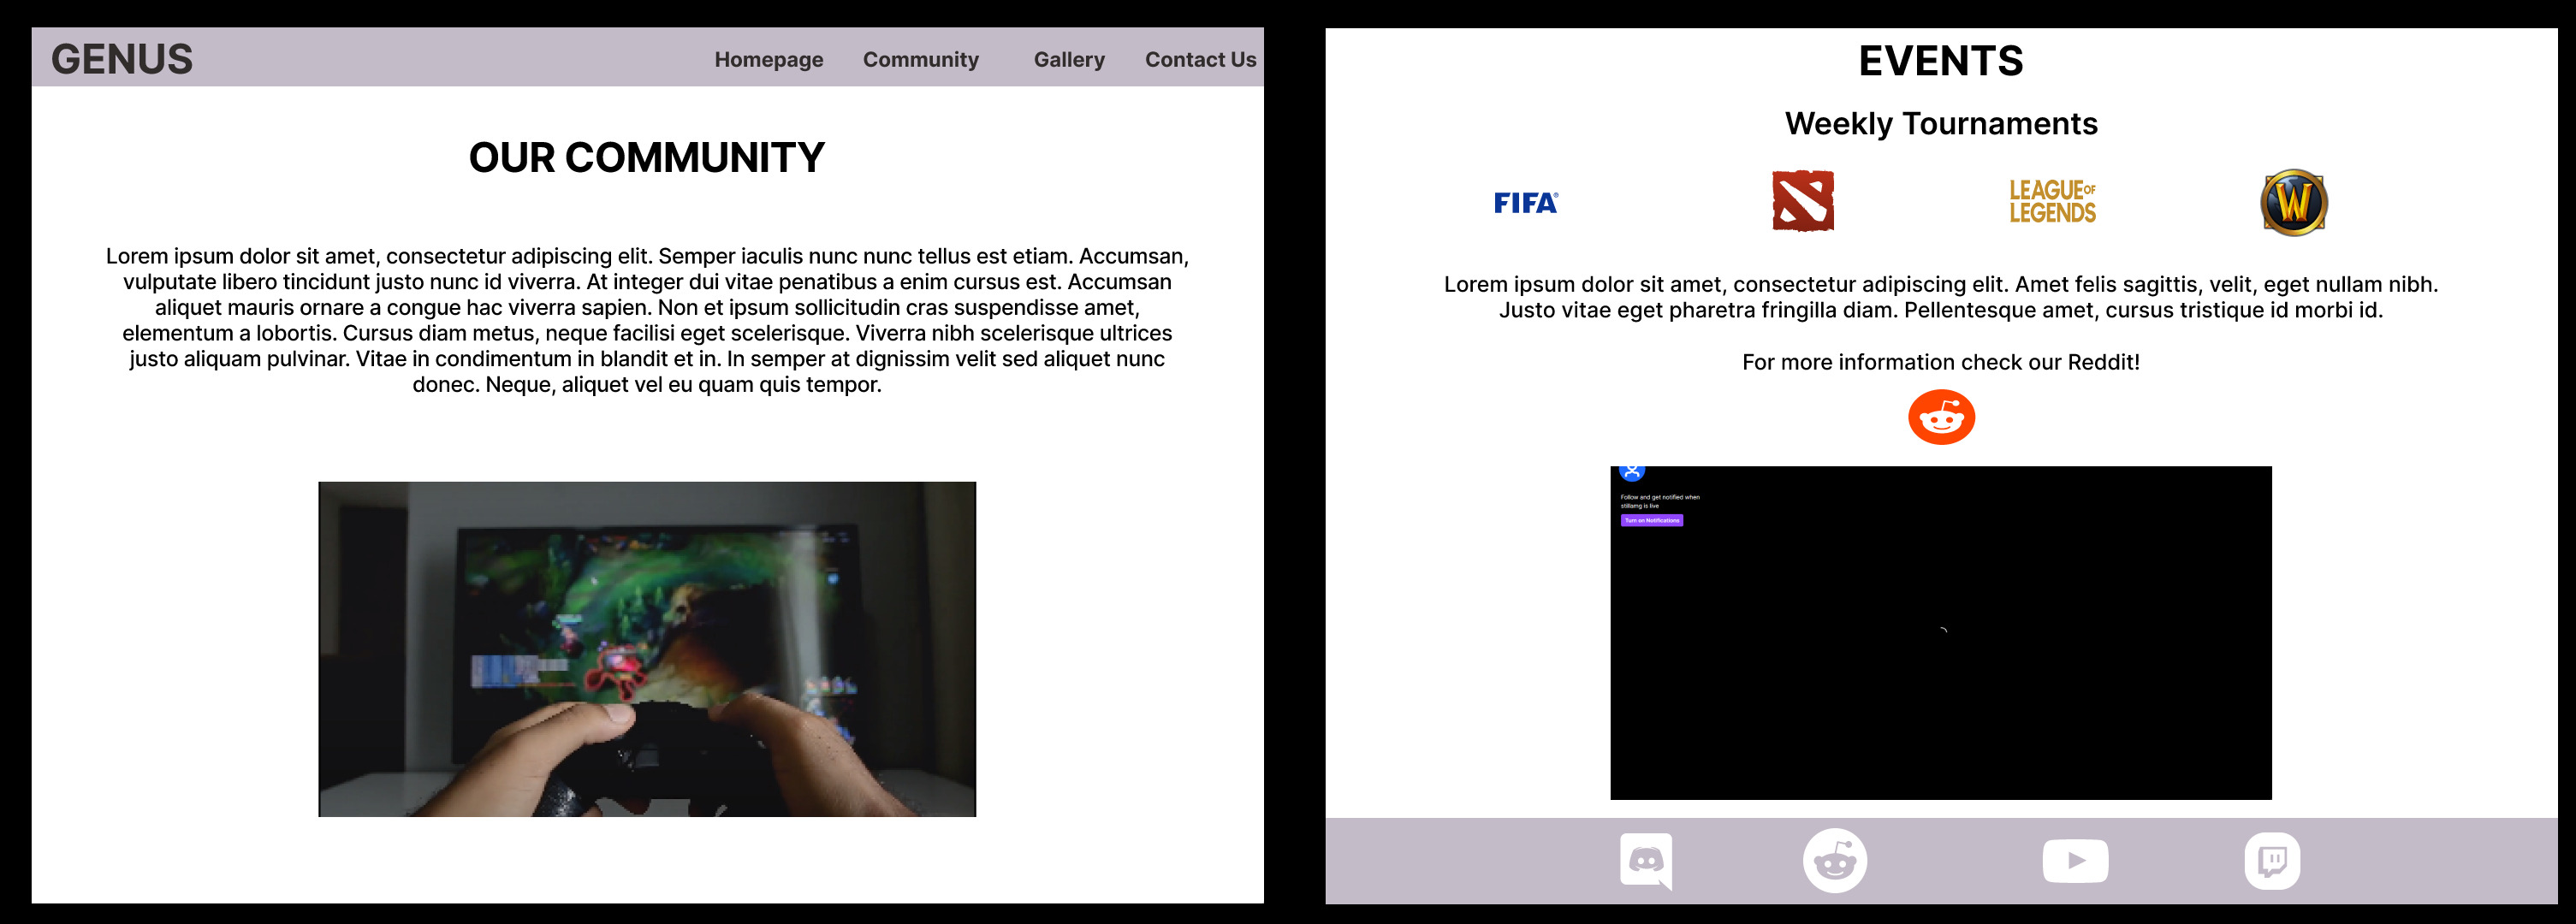 GENUS
Homepage Community Gallery Contact Us
OUR COMMUNITY
Lorem ipsum dolor sit amet, consectetur adipiscing elit. Semper iaculis nunc nunc tellus est etiam. Accumsan,
vulputate libero tincidunt justo nunc id viverra. At integer dui vitae penatibus a enim cursus est. Accumsan
aliquet mauris ornare a congue hac viverra sapien. Non et ipsum sollicitudin cras suspendisse amet,
elementum a lobortis. Cursus diam metus, neque facilisi eget scelerisque. Viverra nibh scelerisque ultrices
justo aliquam pulvinar. Vitae in condimentum in blandit et in. In semper at dignissim velit sed aliquet nunc
donec. Neque, aliquet vel eu quam quis tempor.
EVENTS
Weekly Tournaments
FIFA®
LEAGUE OF
LEGENDS
W
Lorem ipsum dolor sit amet, consectetur adipiscing elit. Amet felis sagittis, velit, eget nullam nibh.
Justo vitae eget pharetra fringilla diam. Pellentesque amet, cursus tristique id morbi id.
For more information check our Reddit!
Follow and get notified when
stillamg is live
Turn on Notifications